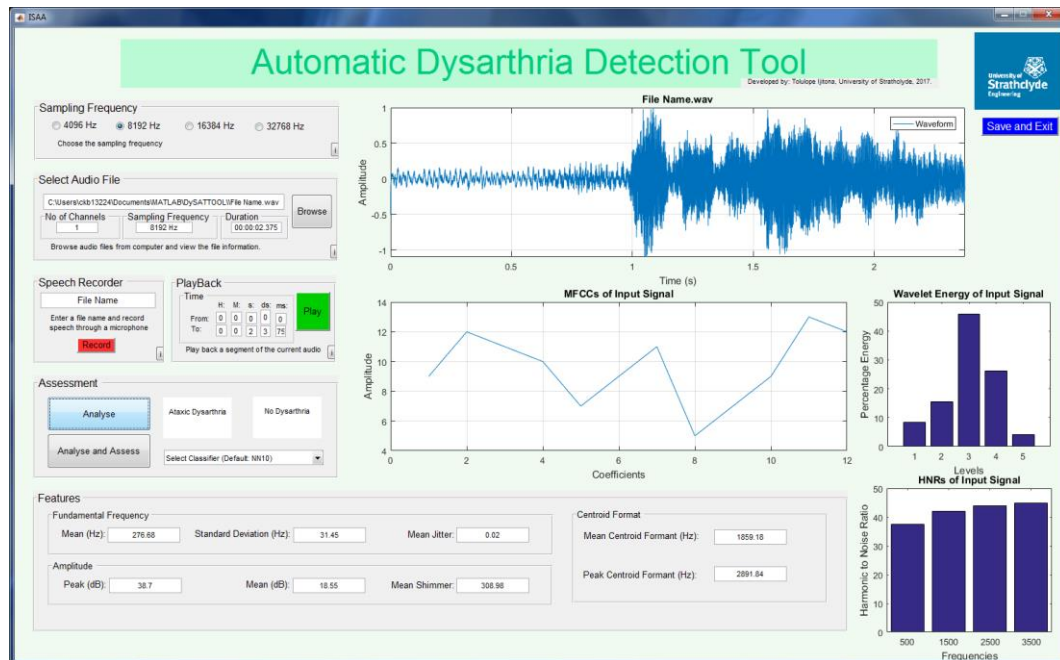 ISAA
Automatic Dysarthria Detection Tool
Developed by: Tolulope Ijitona, University of Strathclyde, 2017.
University of
Strathclyde
Engineering
Save and Exit
Sampling Frequency
4096 Hz 8192 Hz 16384 Hz 32768 Hz
Choose the sampling frequency
i
Select Audio File
C:\Users\ckb13224\Documents\MATLAB\DySATTOOL\File Name.wav
Browse
No of Channels Sampling Frequency Duration
1 8192 Hz 00:00:02.375
Browse audio files from computer and view the file information.
i
Speech Recorder
File Name
Enter a file name and record
speech through a microphone
Record
i
PlayBack
Time
H: M: s: ds: ms:
From: 0 0 0 0 0
To: 0 0 2 3 75
Play
Play back a segment of the current audio
i
Assessment
Analyse
Ataxic Dysarthria
No Dysarthria
Analyse and Assess
Select Classifier (Default: NN10)
File Name.wav
Waveform
Amplitude
1
0.5
0
-0.5
-1
0 0.5 1 1.5 2
Time (s)
MFCCs of Input Signal
Amplitude
14
12
10
8
6
4
0 2 4 6 8 10 12
Coefficients
Wavelet Energy of Input Signal
Percentage Energy
50
40
30
20
10
0
1 2 3 4 5
Levels
HNRs of Input Signal
Harmonic to Noise Ratio
50
40
30
20
10
0
500 1500 2500 3500
Frequencies
Features
Fundamental Frequency
Mean (Hz): 276.68 Standard Deviation (Hz): 31.45 Mean Jitter: 0.02
Amplitude
Peak (dB): 38.7 Mean (dB): 18.55 Mean Shimmer: 308.98
Centroid Format
Mean Centroid Formant (Hz): 1859.18
Peak Centroid Formant (Hz): 2891.84